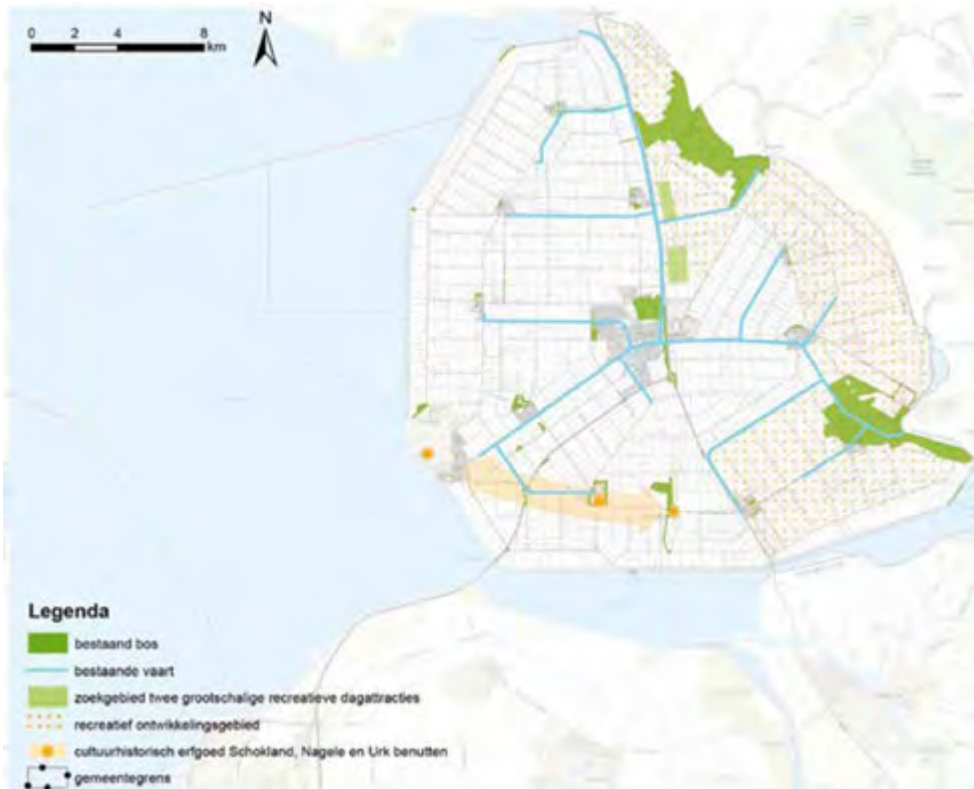 N
0 2 4 8
km
Legenda
bestaand bos
bestaande vaart
zoekgebied twee grootschalige recreatieve dagattracties
recreatief ontwikkelingsgebied
cultuurhistorisch erfgoed Schokland, Nagele en Urk benutten
gemeentegrens